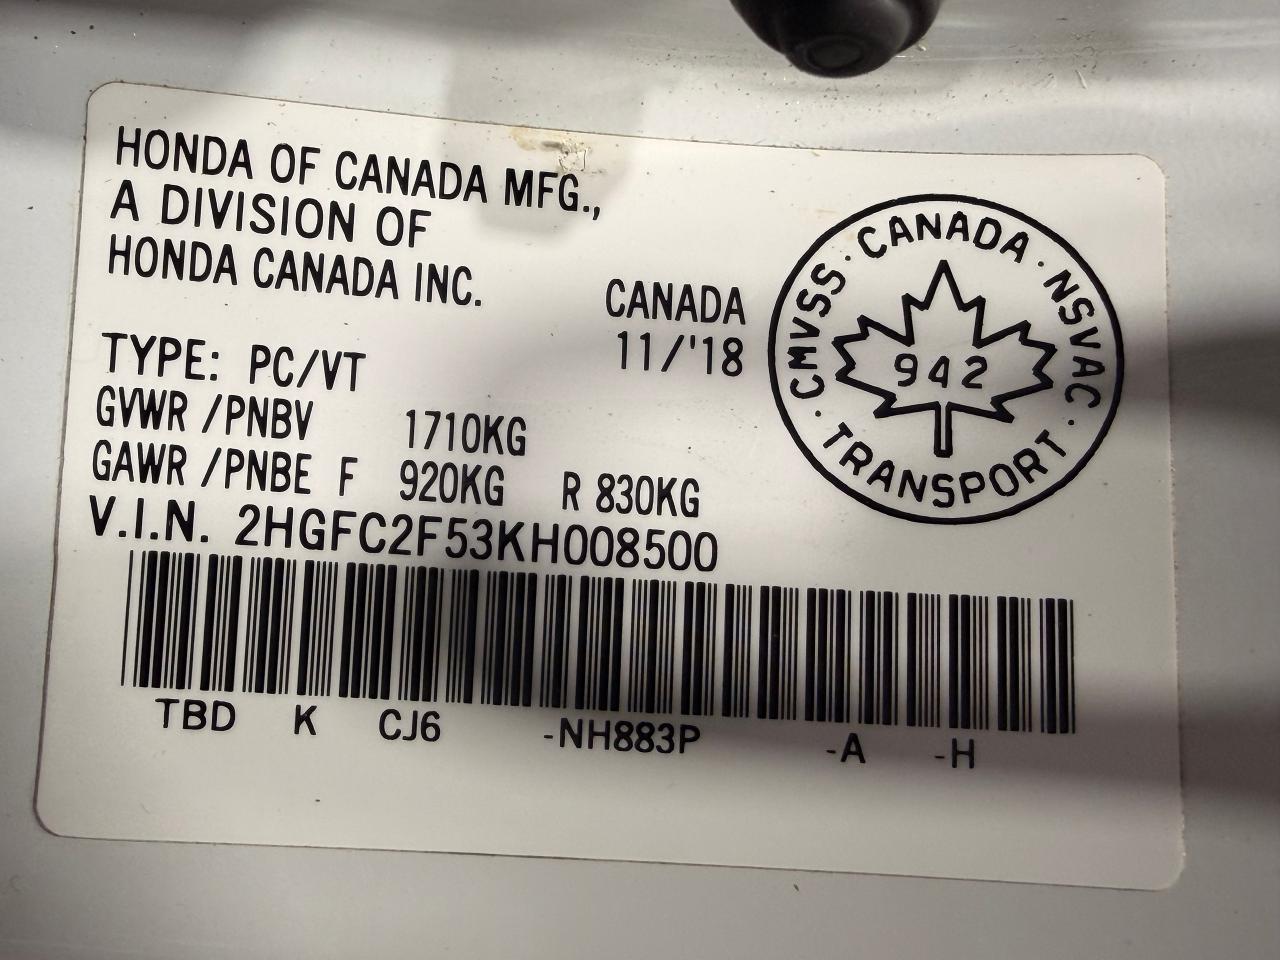 HONDA OF CANADA MFG.,
A DIVISION OF
HONDA CANADA INC.
CANADA
11/'18
TYPE: PC/VT
GVWR /PNBV 1710KG
GAWR /PNBE F 920KG R 830KG
V.I.N. 2HGFC2F53KH008500
TBD K CJ6 -NH883P -A -H
· CANADA · NSVAC · TRANSPORT · CMVSS
942